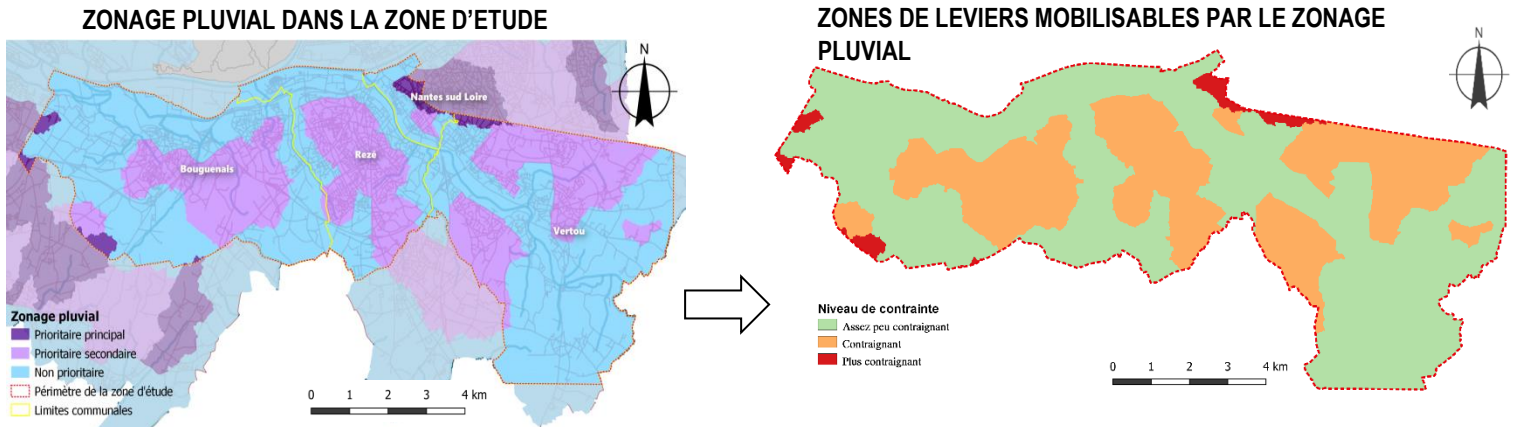 ZONAGE PLUVIAL DANS LA ZONE D'ETUDE
N
Nantes sud Loire
Rezé
Bouguenais
Vertou
Zonage pluvial
Prioritaire principal
Prioritaire secondaire
Non prioritaire
Périmètre de la zone d'étude
Limites communales
0 1 2 3 4 km
ZONES DE LEVIERS MOBILISABLES PAR LE ZONAGE
PLUVIAL
N
Niveau de contrainte
Assez peu contraignant
Contraignant
Plus contraignant
0 1 2 3 4 km